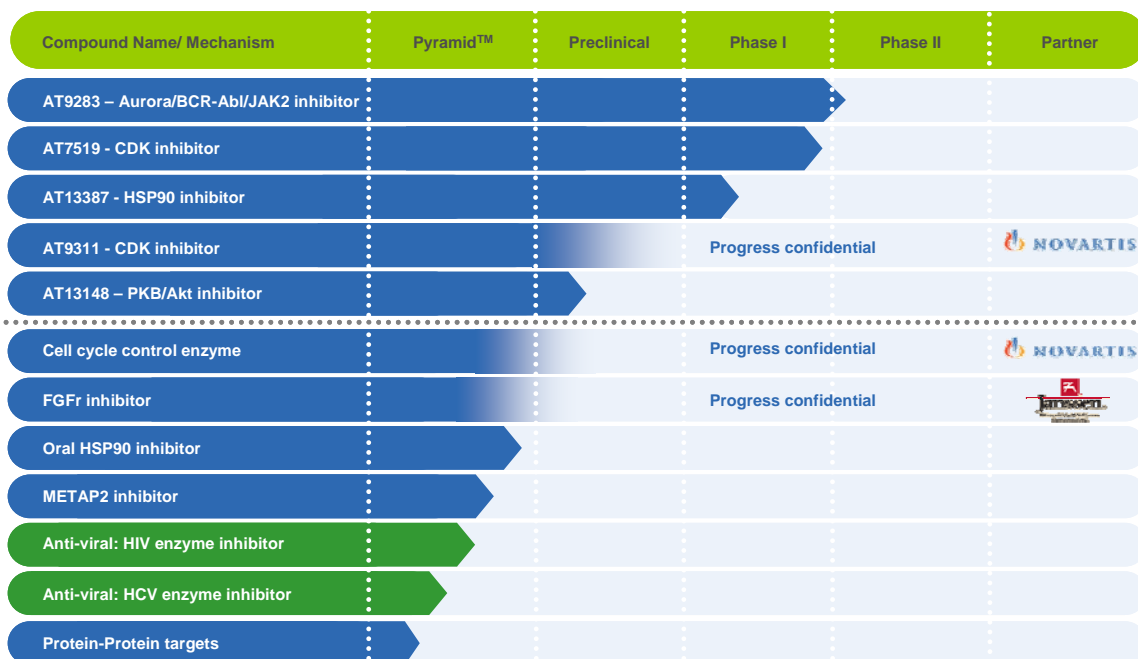 Compound Name/ Mechanism Pyramid™ Preclinical Phase I Phase II Partner
AT9283 – Aurora/BCR-Abl/JAK2 inhibitor
AT7519 - CDK inhibitor
AT13387 - HSP90 inhibitor
AT9311 - CDK inhibitor Progress confidential NOVARTIS
AT13148 – PKB/Akt inhibitor
Cell cycle control enzyme Progress confidential NOVARTIS
FGFr inhibitor Progress confidential Janssen
Oral HSP90 inhibitor
METAP2 inhibitor
Anti-viral: HIV enzyme inhibitor
Anti-viral: HCV enzyme inhibitor
Protein-Protein targets